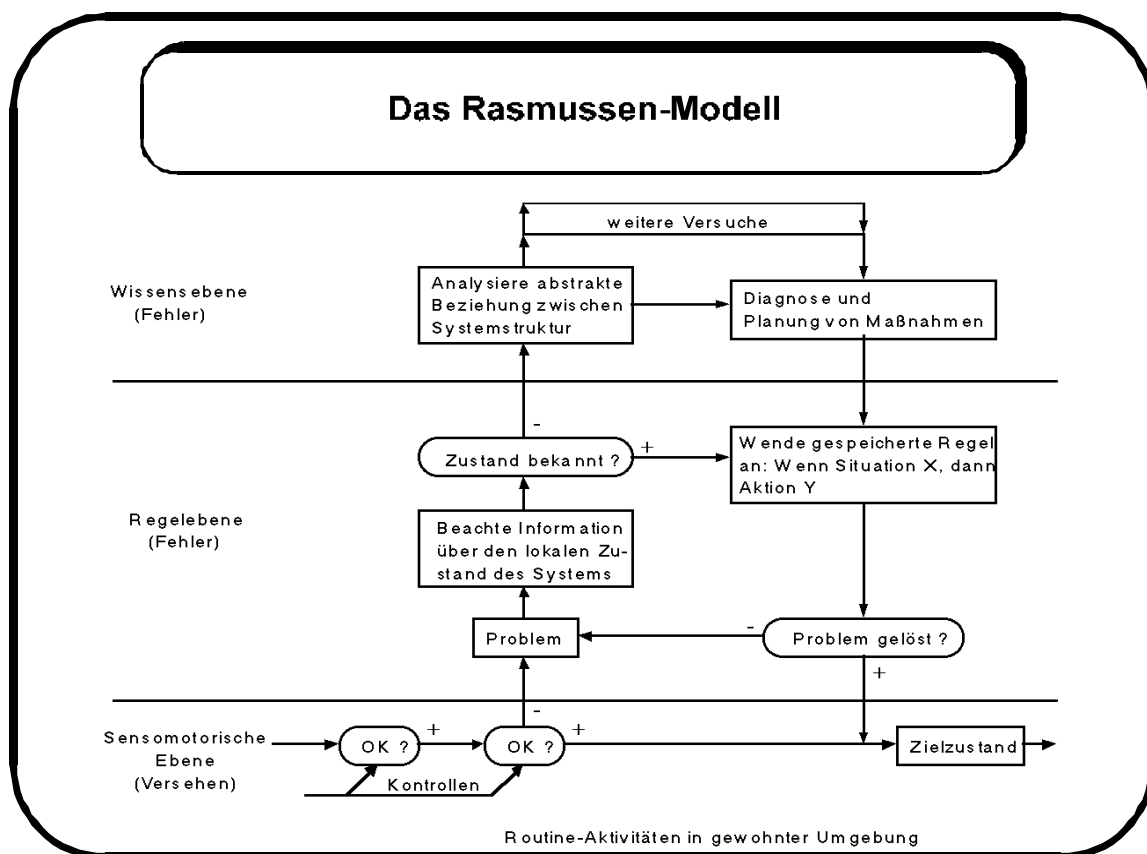 Das Rasmussen-Modell
weitere Versuche
Wissensebene
(Fehler)
Analysiere abstrakte
Beziehung zwischen
Systemstruktur
Diagnose und
Planung von Maßnahmen
-
Zustand bekannt ?
+
Wende gespeicherte Regel
an: Wenn Situation X, dann
Aktion Y
Regelebene
(Fehler)
Beachte Information
über den lokalen Zu-
stand des Systems
Problem
-
Problem gelöst ?
+
-
Sensomotorische
Ebene
(Versehen)
OK ?
+
OK ?
+
Zielzustand
Kontrollen
Routine-Aktivitäten in gewohnter Umgebung